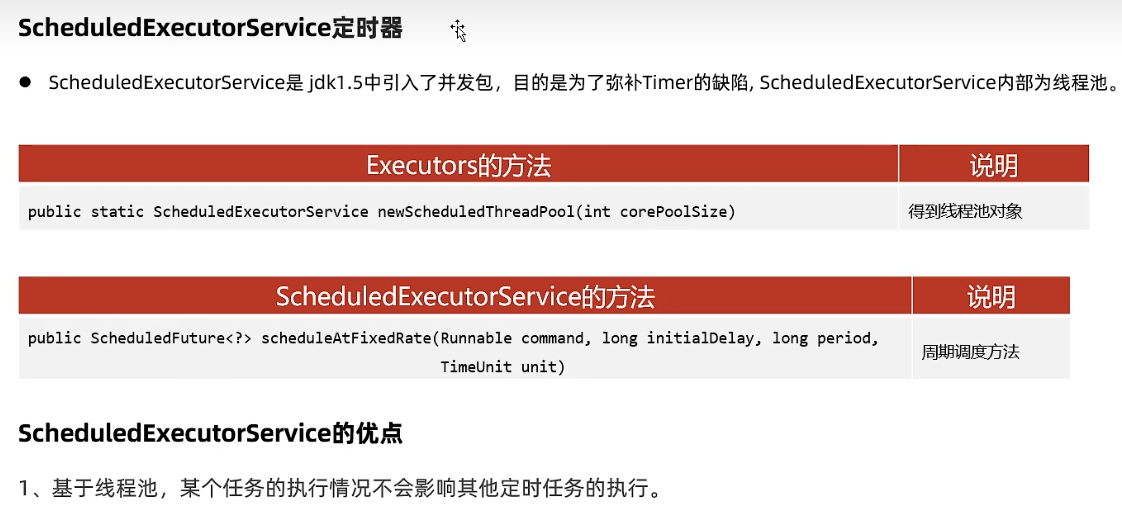 ScheduledExecutorService定时器
● ScheduledExecutorService是 jdk1.5中引入了并发包，目的是为了弥补Timer的缺陷, ScheduledExecutorService内部为线程池。
Executors的方法 说明
public static ScheduledExecutorService newScheduledThreadPool(int corePoolSize) 得到线程池对象
ScheduledExecutorService的方法 说明
public ScheduledFuture<?> scheduleAtFixedRate(Runnable command, long initialDelay, long period,
TimeUnit unit)
周期调度方法
ScheduledExecutorService的优点
1、基于线程池，某个任务的执行情况不会影响其他定时任务的执行。